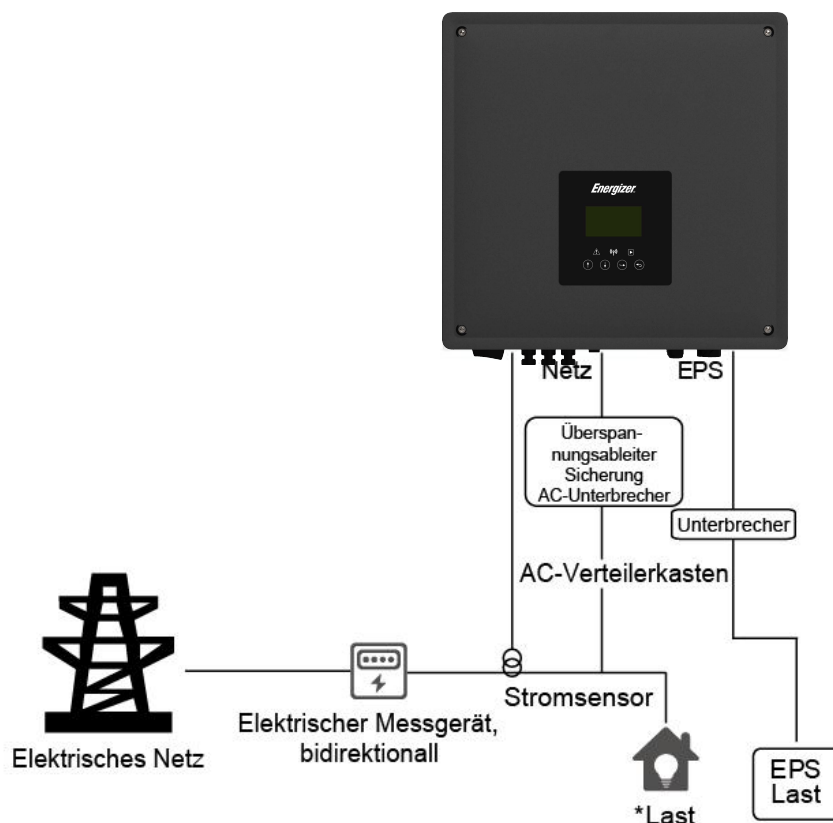 Energizer
Netz
EPS
Überspan-
nungsableiter
Sicherung
AC-Unterbrecher
Unterbrecher
AC-Verteilerkasten
Stromsensor
Elektrischer Messgerät,
bidirektionall
Elektrisches Netz
*Last
EPS
Last